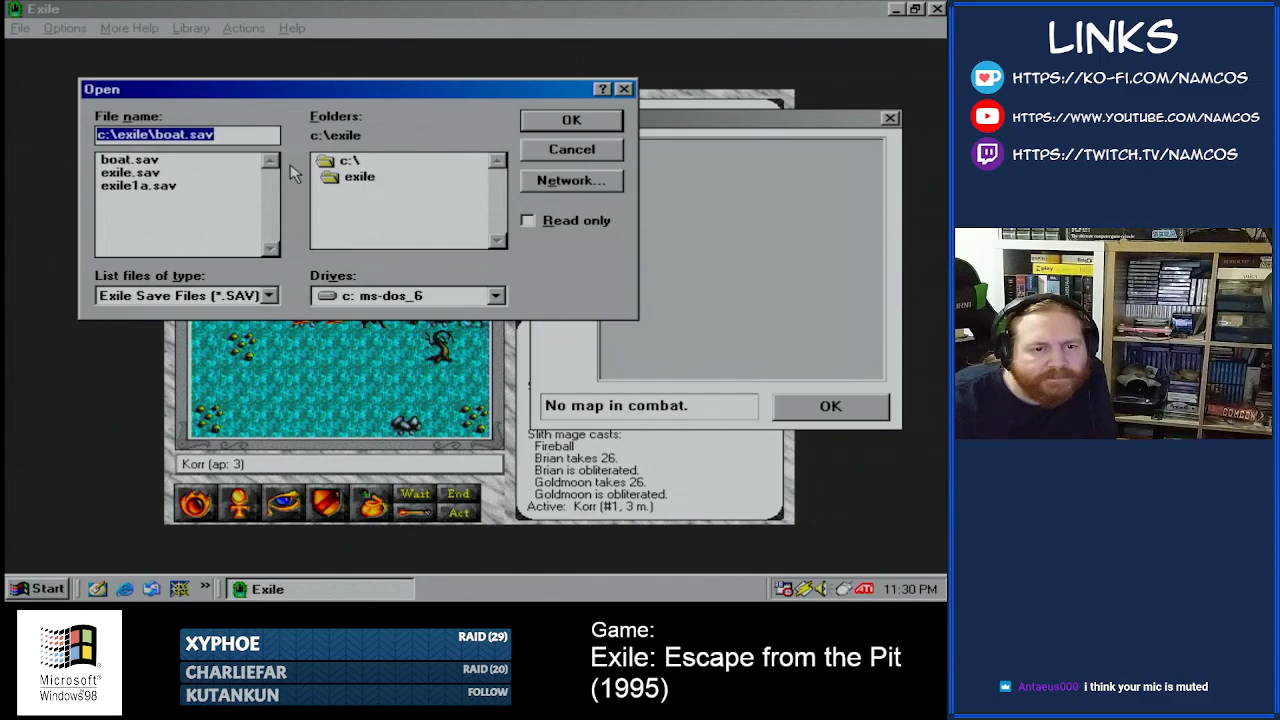 Exile
File Options More Help Library Actions Help
Open
File name:
c:\exile\boat.sav
boat.sav
exile.sav
exile1a.sav
List files of type:
Exile Save Files (*.SAV)
Folders:
c:\exile
c:\
exile
Drives:
c: ms-dos_6
OK
Cancel
Network...
Read only
No map in combat.
OK
Slith mage casts:
Fireball
Brian takes 26.
Brian is obliterated.
Goldmoon takes 26.
Goldmoon is obliterated.
Active: Korr (#1, 3 m.)
Korr (ap: 3)
Wait
End
Act
Start
Exile
ATI
11:30 PM
LINKS
HTTPS://KO-FI.COM/NAMCOS
HTTPS://WWW.YOUTUBE.COM/NAMCOS
HTTPS://TWITCH.TV/NAMCOS
Microsoft
Windows98
XYPHOE RAID (29)
CHARLIEFAR RAID (20)
KUTANKUN FOLLOW
Game:
Exile: Escape from the Pit
(1995)
Antaeus000 i think your mic is muted